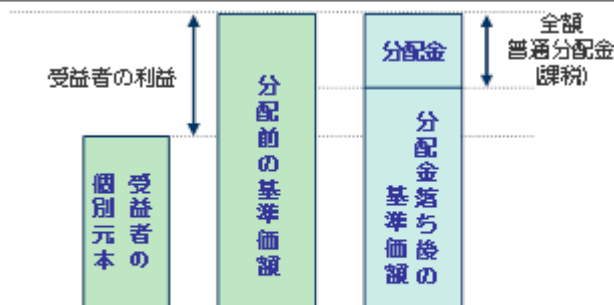 全額
普通分配金
(課税)
分配金
受益者の利益
分配前の基準価額
分配金落ち後の
基準価額
受益者の
個別元本